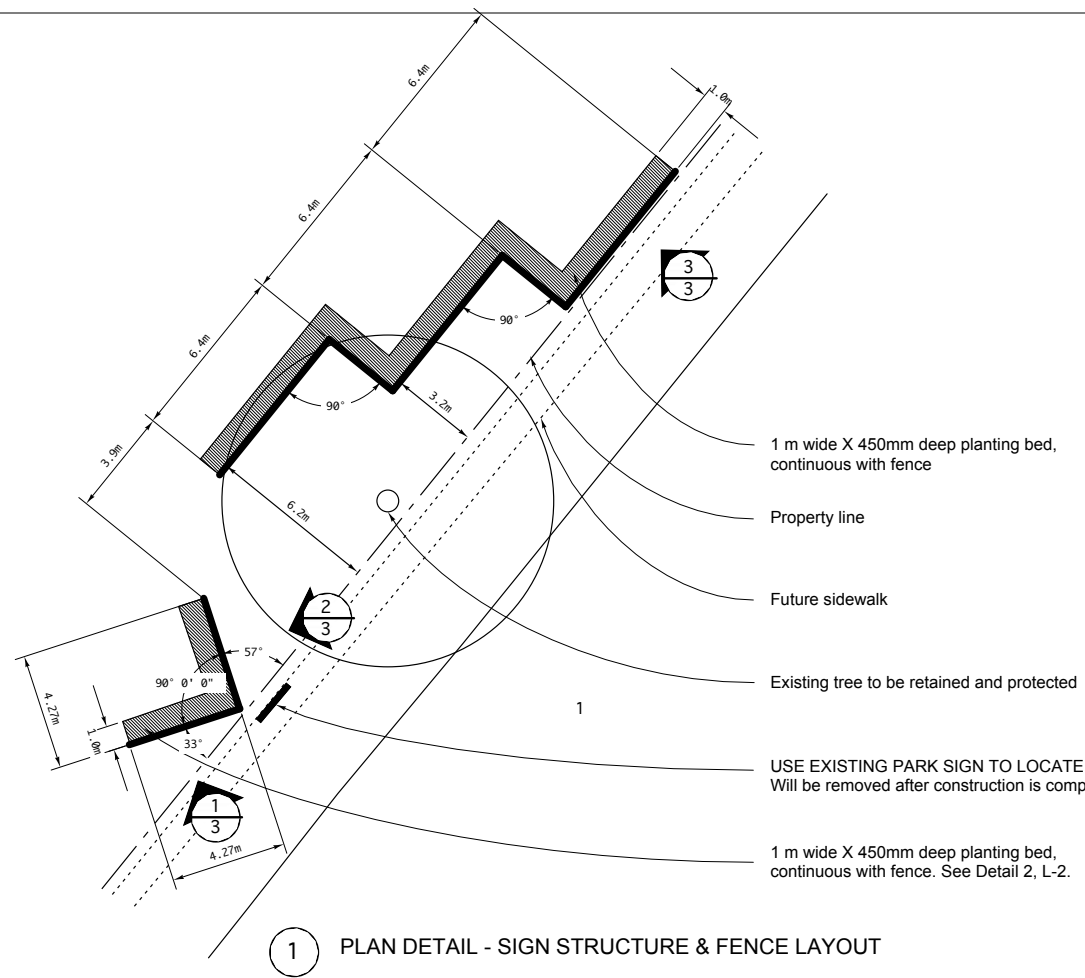 6.4m
1.0m
6.4m
6.4m
3.9m
3
3
90°
90°
3.2m
6.2m
1 m wide X 450mm deep planting bed,
continuous with fence
Property line
Future sidewalk
2
3
57°
90° 0' 0"
4.27m
1.0m
33°
Existing tree to be retained and protected
1
USE EXISTING PARK SIGN TO LOCATE
Will be removed after construction is comp
1
3
4.27m
1 m wide X 450mm deep planting bed,
continuous with fence. See Detail 2, L-2.
1 PLAN DETAIL - SIGN STRUCTURE & FENCE LAYOUT